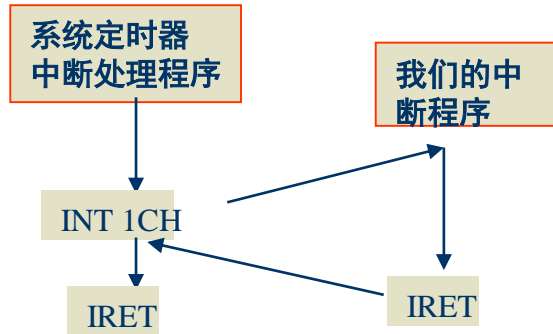 系统定时器
中断处理程序
我们的中
断程序
INT 1CH
IRET
IRET